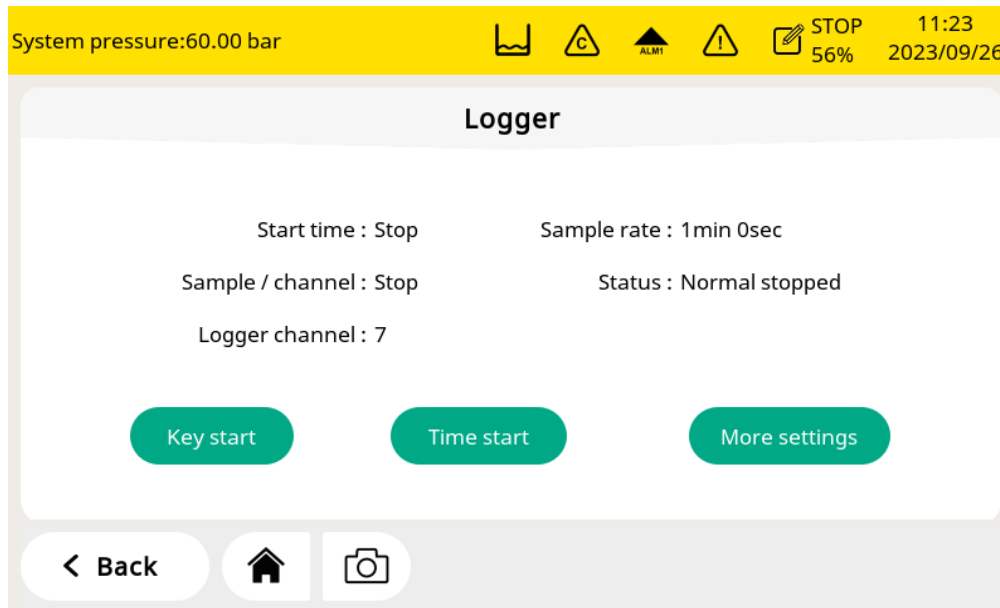 System pressure:60.00 bar
C
ALM1
!
STOP
56%
11:23
2023/09/26
Logger
Start time : Stop
Sample rate : 1min 0sec
Sample / channel : Stop
Status : Normal stopped
Logger channel : 7
Key start
Time start
More settings
< Back